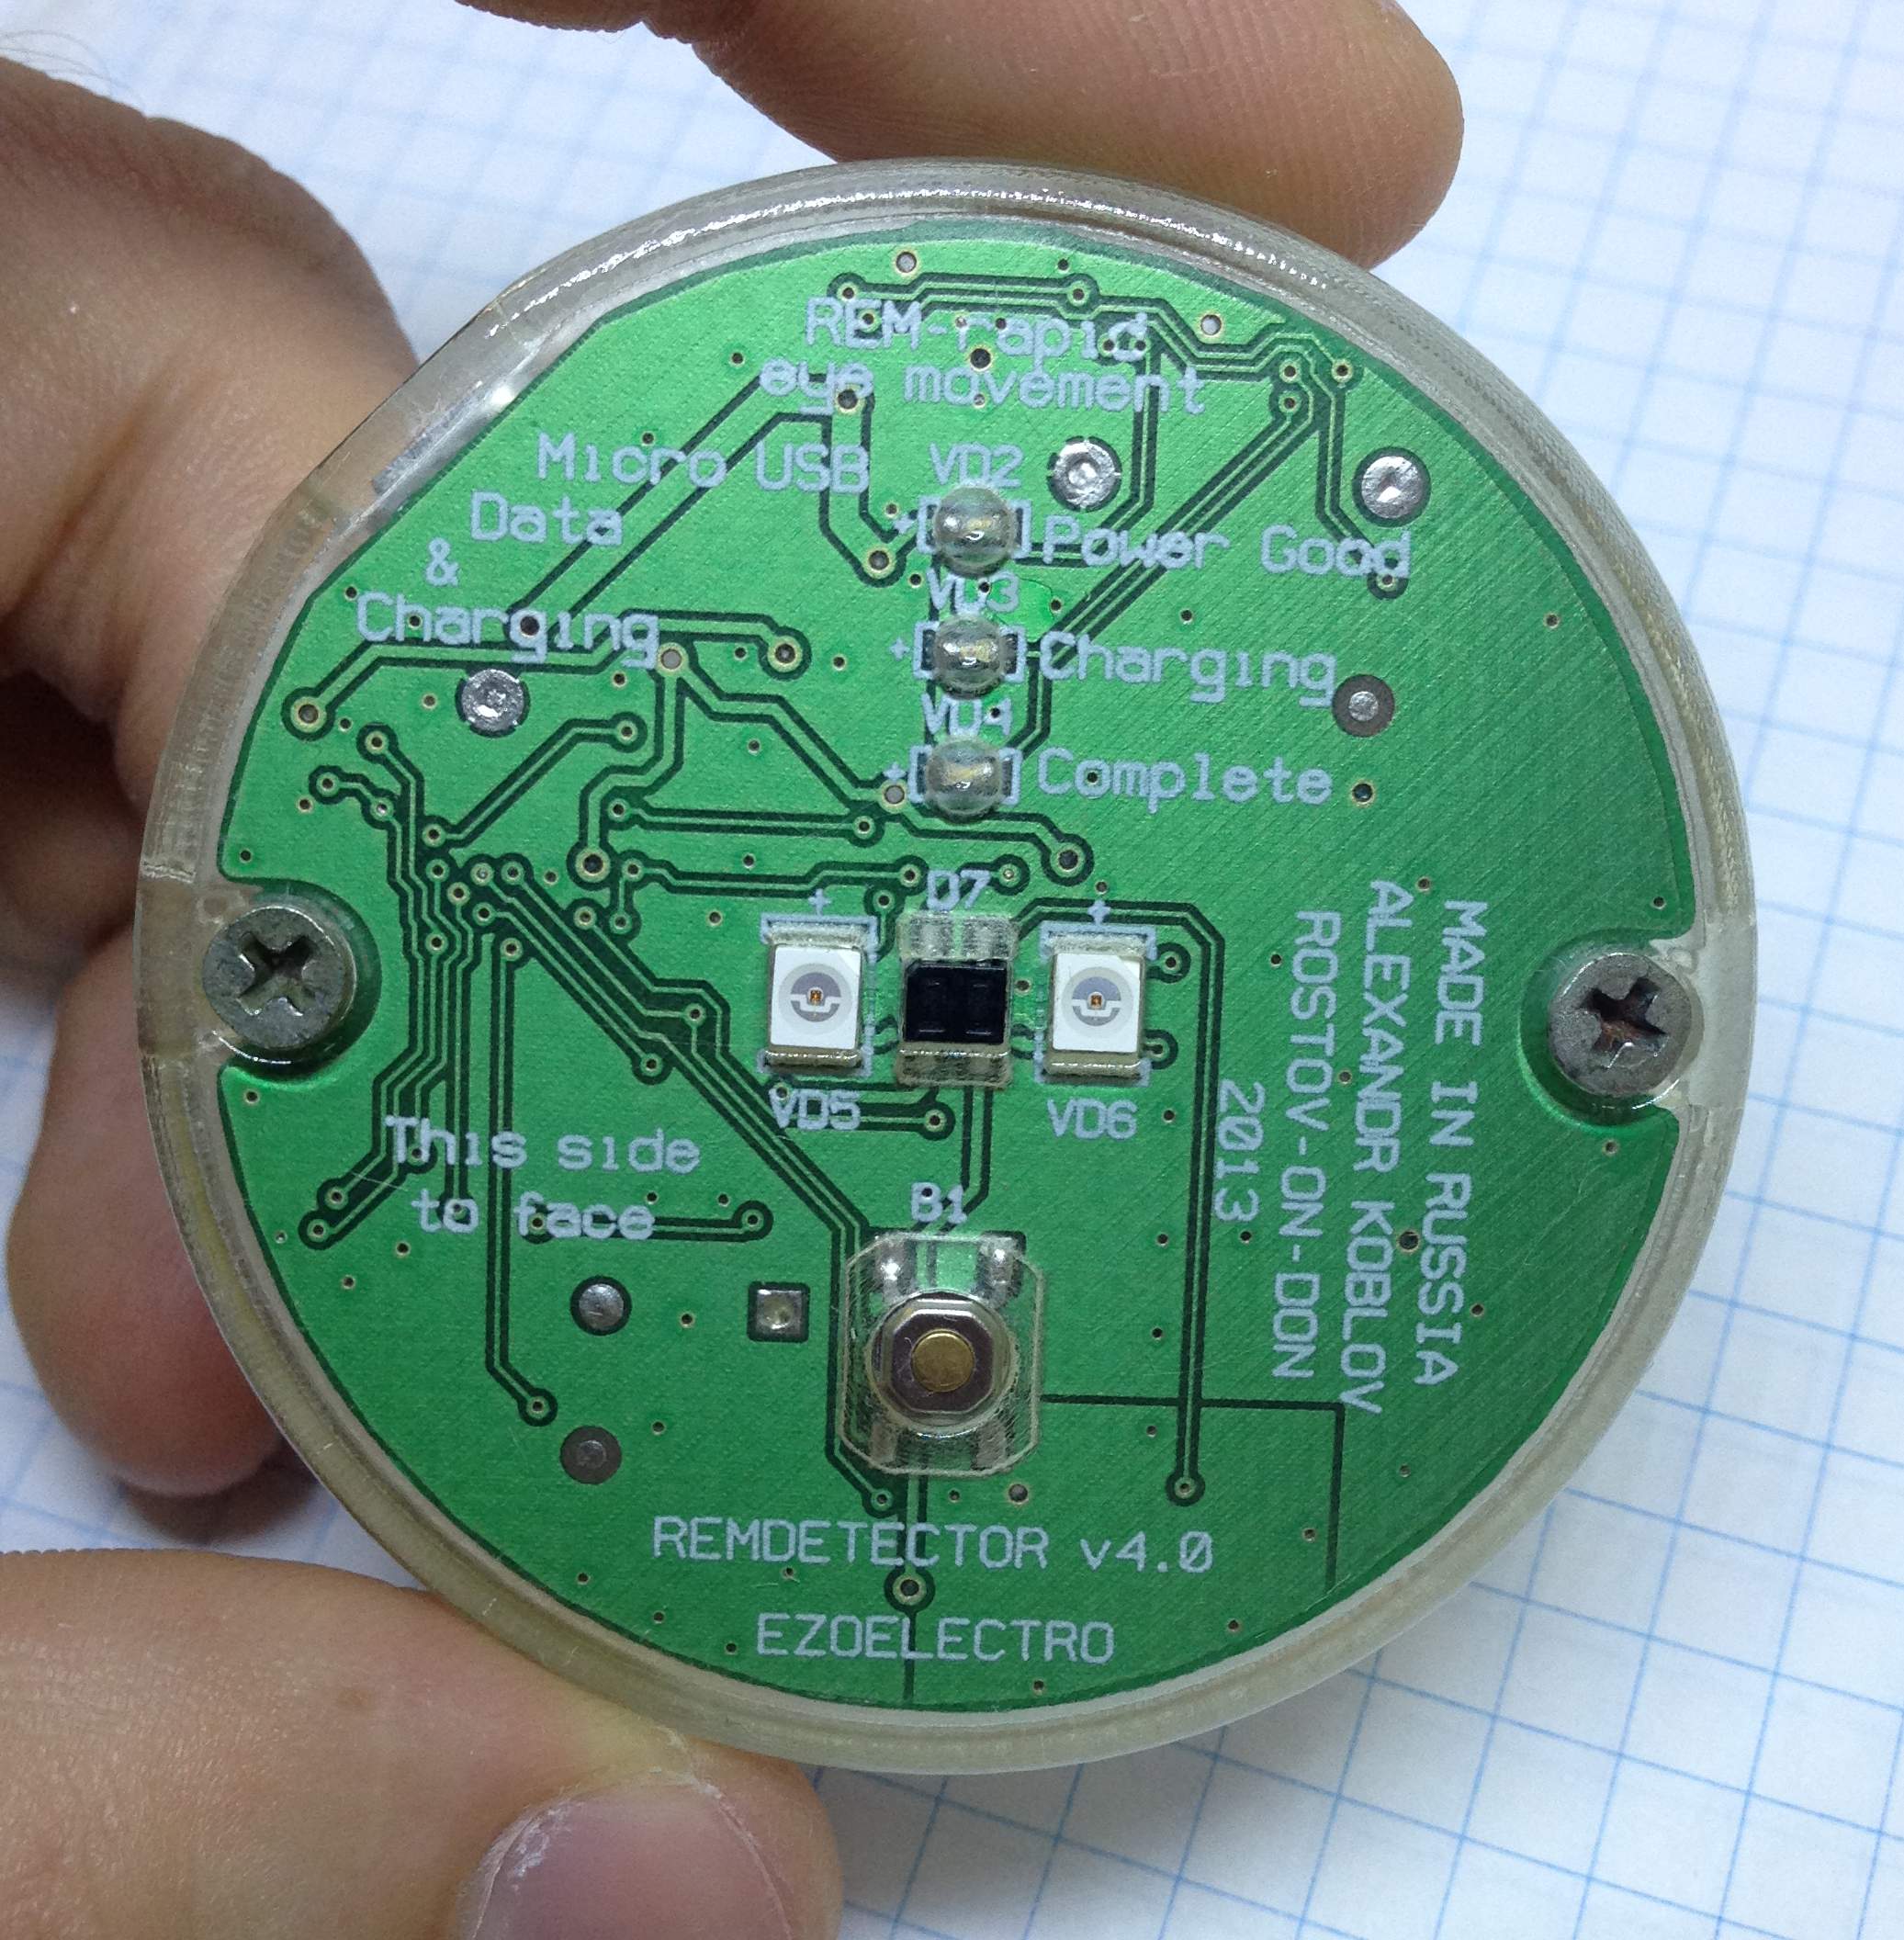 REM-rapid
eye movement
Micro USB
Data
&
Charging
VD2
+
Power Good
VD3
+
Charging
VD4
+
Complete
D7
+
+
VD5
VD6
This side
to face
B1
MADE IN RUSSIA
ALEXANDR KOBLOV
ROSTOV-ON-DON
2013
REMDETECTOR v4.0
EZOELECTRO